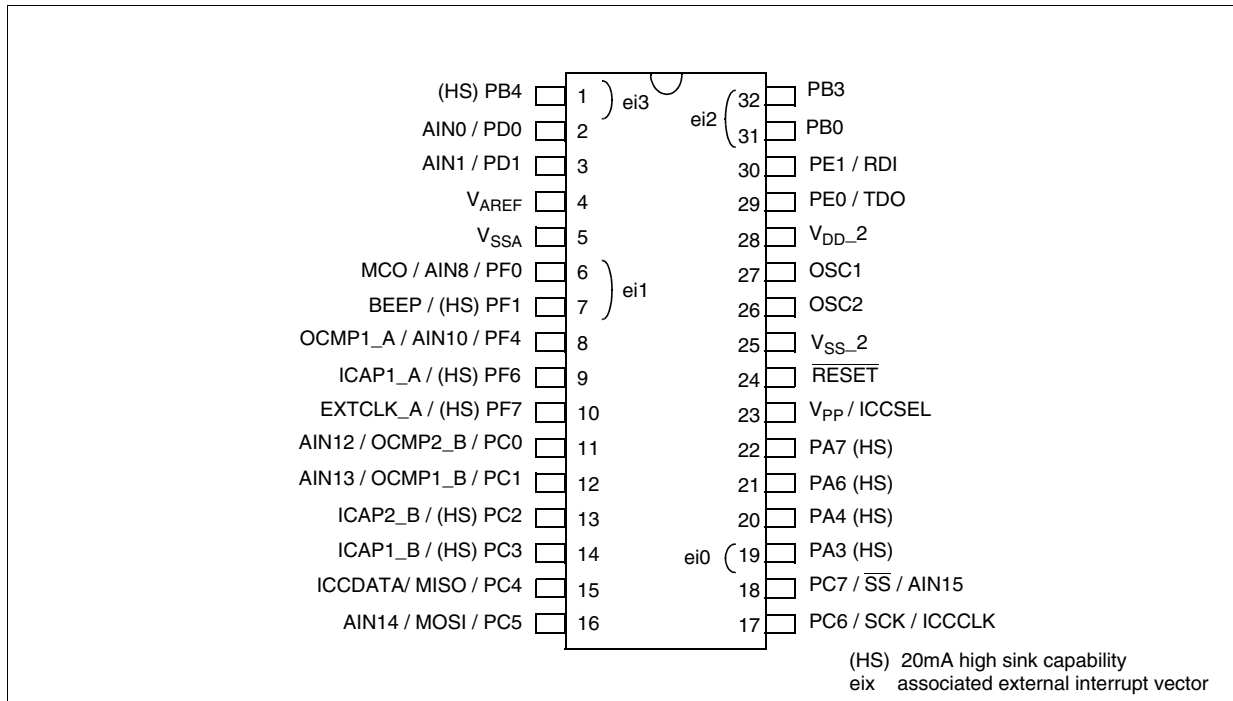 (HS) PB4
AIN0 / PD0
AIN1 / PD1
VAREF
VSSA
MCO / AIN8 / PF0
BEEP / (HS) PF1
OCMP1_A / AIN10 / PF4
ICAP1_A / (HS) PF6
EXTCLK_A / (HS) PF7
AIN12 / OCMP2_B / PC0
AIN13 / OCMP1_B / PC1
ICAP2_B / (HS) PC2
ICAP1_B / (HS) PC3
ICCDATA/ MISO / PC4
AIN14 / MOSI / PC5
1
2
3
4
5
6
7
8
9
10
11
12
13
14
15
16
ei3
ei1
ei2
ei0
32
31
30
29
28
27
26
25
24
23
22
21
20
19
18
17
PB3
PB0
PE1 / RDI
PE0 / TDO
VDD_2
OSC1
OSC2
VSS_2
RESET
VPP / ICCSEL
PA7 (HS)
PA6 (HS)
PA4 (HS)
PA3 (HS)
PC7 / SS / AIN15
PC6 / SCK / ICCCLK
(HS) 20mA high sink capability
eix associated external interrupt vector